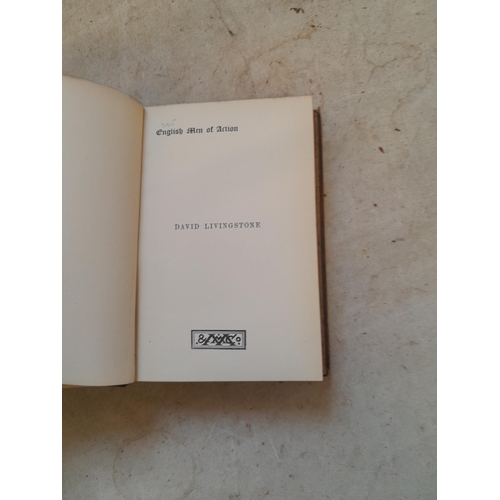 English Men of Action
DAVID LIVINGSTONE